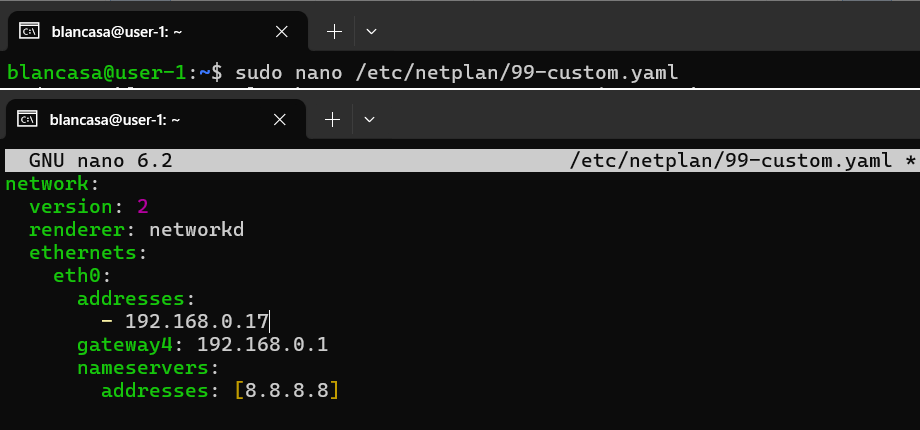 blancasa@user-1: ~
blancasa@user-1:~$ sudo nano /etc/netplan/99-custom.yaml
blancasa@user-1: ~
GNU nano 6.2 /etc/netplan/99-custom.yaml *
network:
  version: 2
  renderer: networkd
  ethernets:
    eth0:
      addresses:
        - 192.168.0.17
      gateway4: 192.168.0.1
      nameservers:
        addresses: [8.8.8.8]